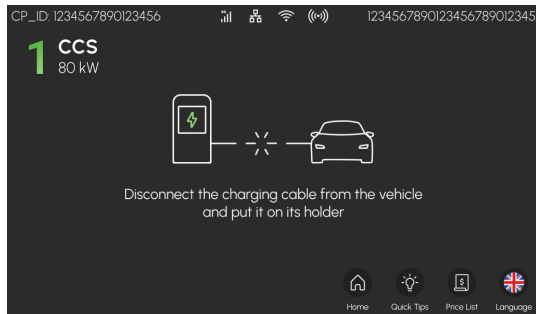 CP_ID: 1234567890123456
1234567890123456789012345
1
CCS
80 kW
Disconnect the charging cable from the vehicle
and put it on its holder
$
Home
Quick Tips
Price List
Language